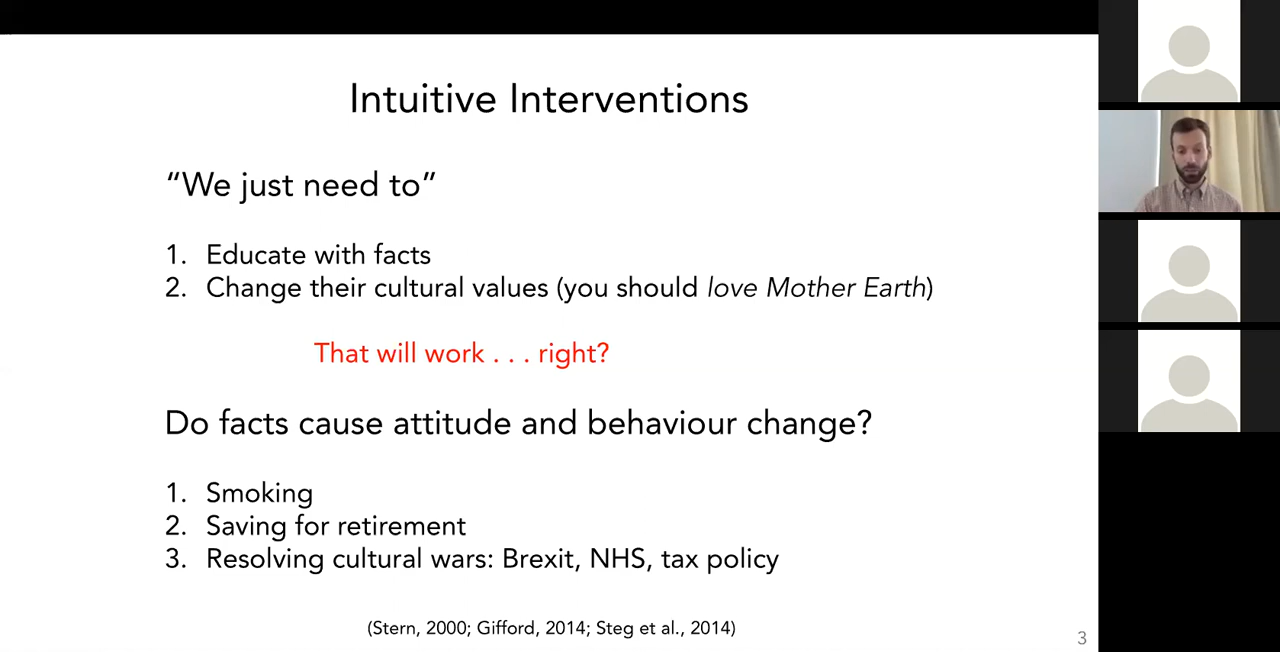 Intuitive Interventions
“We just need to”
1. Educate with facts
2. Change their cultural values (you should love Mother Earth)
That will work . . . right?
Do facts cause attitude and behaviour change?
1. Smoking
2. Saving for retirement
3. Resolving cultural wars: Brexit, NHS, tax policy
(Stern, 2000; Gifford, 2014; Steg et al., 2014)
3